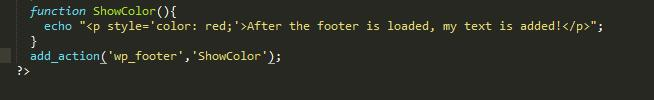 function ShowColor(){
echo "<p style='color: red;'>After the footer is loaded, my text is added!</p>";
}
add_action('wp_footer','ShowColor');
?>